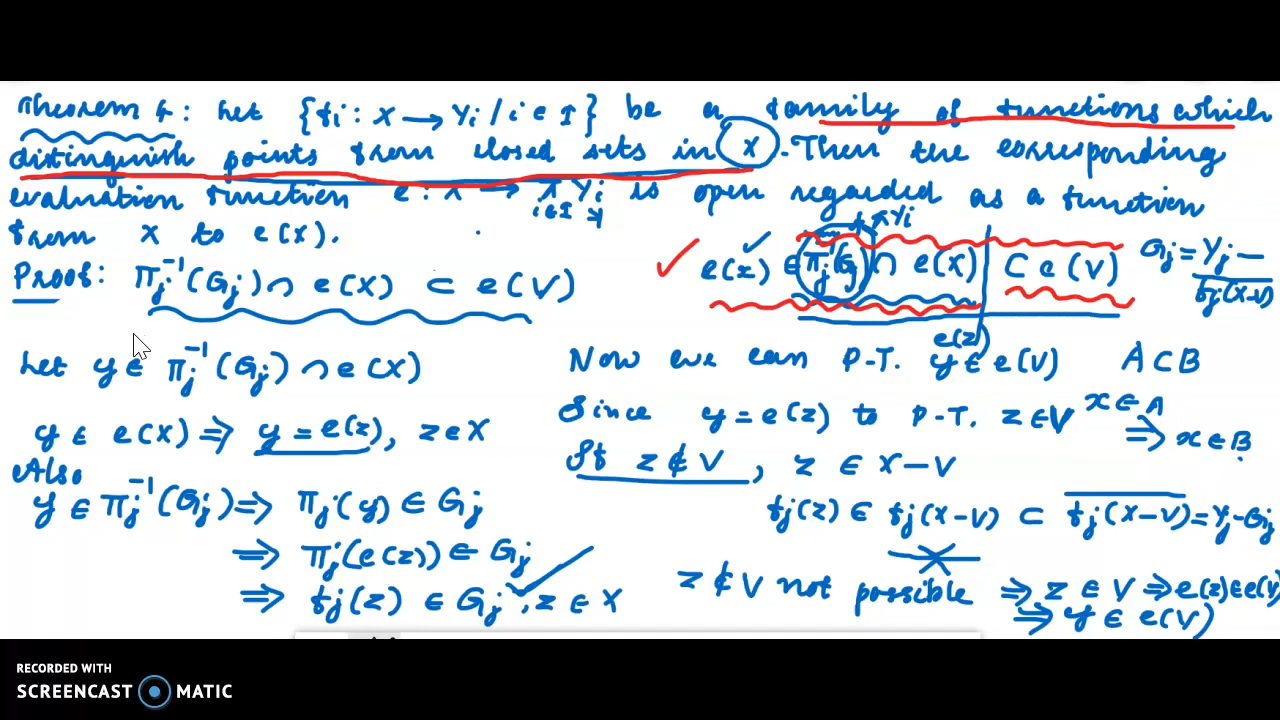 Theorem 4: Let {fi : X → Yi / i ∈ I} be a family of functions which
distinguish points from closed sets in X. Then the corresponding
evaluation function e : X → π Yi is open regarded as a function
i∈I
from X to e(X).
Proof: πj⁻¹(Gj) ∩ e(X) ⊂ e(V)
π Yi
e(x) ∈ πj⁻¹(Gj) ∩ e(X) ⊂ e(V)
Gj = Yj – f̅j(X-V)
Let y ∈ πj⁻¹(Gj) ∩ e(X)
y ∈ e(X) ⇒ y = e(z), z ∈ X
Also
y ∈ πj⁻¹(Gj) ⇒ πj(y) ∈ Gj
⇒ πj(e(z)) ∈ Gj
⇒ fj(z) ∈ Gj, z ∈ X
e(z)
Now we can P.T. y ∈ e(V) A ⊂ B
Since y = e(z) to P.T. z ∈ V x ∈ A
⇒ x ∈ B
If z ∉ V, z ∈ X – V
fj(z) ∈ fj(X-V) ⊂ f̅j(X-V) = Yj - Gj
z ∉ V not possible ⇒ z ∈ V ⇒ e(z) ∈ e(V)
⇒ y ∈ e(V)
RECORDED WITH
SCREENCAST MATIC